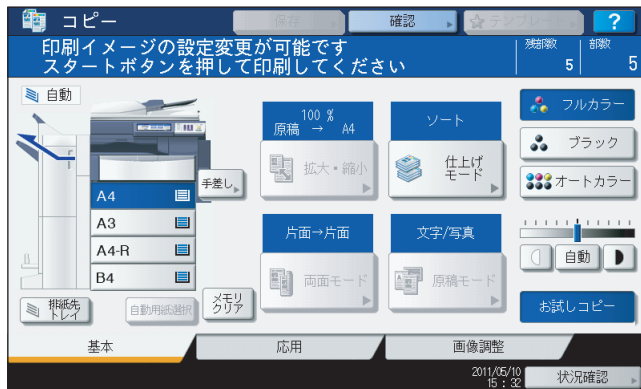 コピー
保存
確認
テンプレート
?
印刷イメージの設定変更が可能です
スタートボタンを押して印刷してください
残部数
5
部数
5
自動
100 %
原稿 → A4
拡大・縮小
ソート
仕上げ
モード
フルカラー
ブラック
オートカラー
手差し
A4
A3
A4-R
B4
片面→片面
両面モード
文字/写真
原稿モード
自動
排紙先
トレイ
自動用紙選択
メモリ
クリア
お試しコピー
基本
応用
画像調整
2011/05/10
15 : 32
状況確認